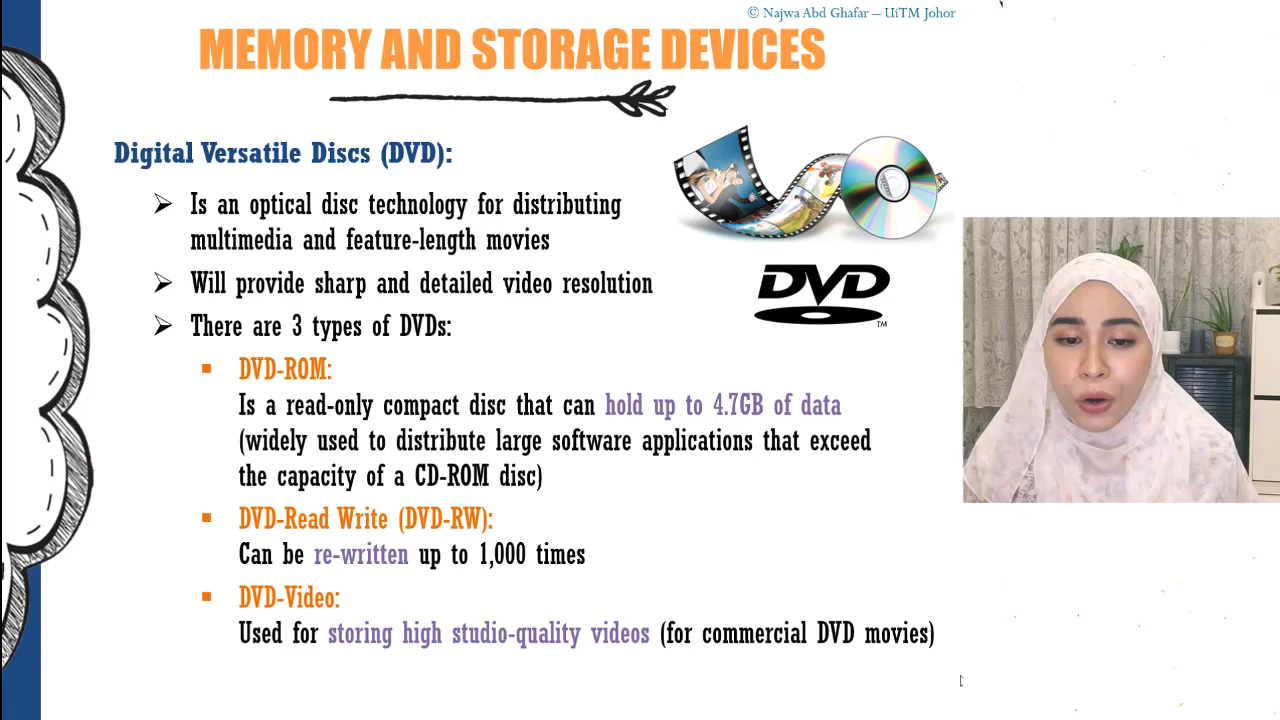 © Najwa Abd Ghafar – UiTM Johor
MEMORY AND STORAGE DEVICES
Digital Versatile Discs (DVD):
Is an optical disc technology for distributing
multimedia and feature-length movies
Will provide sharp and detailed video resolution
There are 3 types of DVDs:
DVD
TM
DVD-ROM:
Is a read-only compact disc that can hold up to 4.7GB of data
(widely used to distribute large software applications that exceed
the capacity of a CD-ROM disc)
DVD-Read Write (DVD-RW):
Can be re-written up to 1,000 times
DVD-Video:
Used for storing high studio-quality videos (for commercial DVD movies)